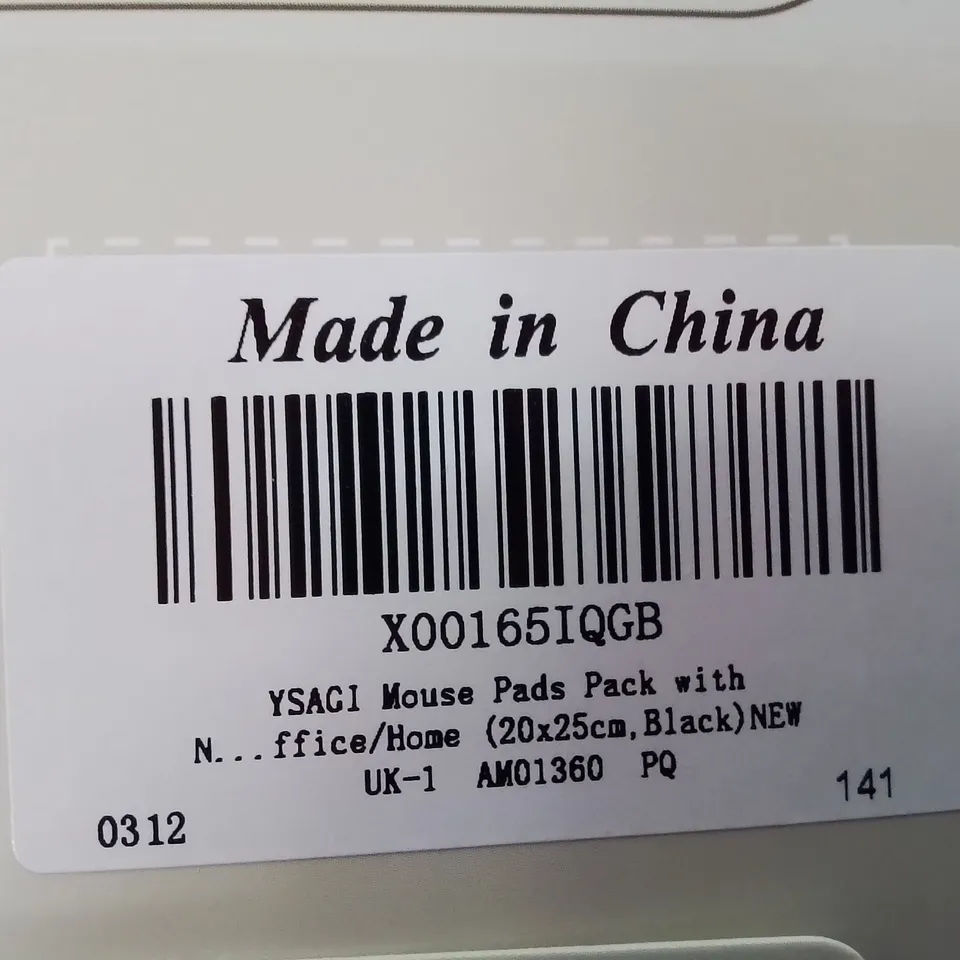 Made in China
X00165IQGB
YSAGI Mouse Pads Pack with
N...ffice/Home (20x25cm,Black)NEW
UK-1 AM01360 PQ
141
0312